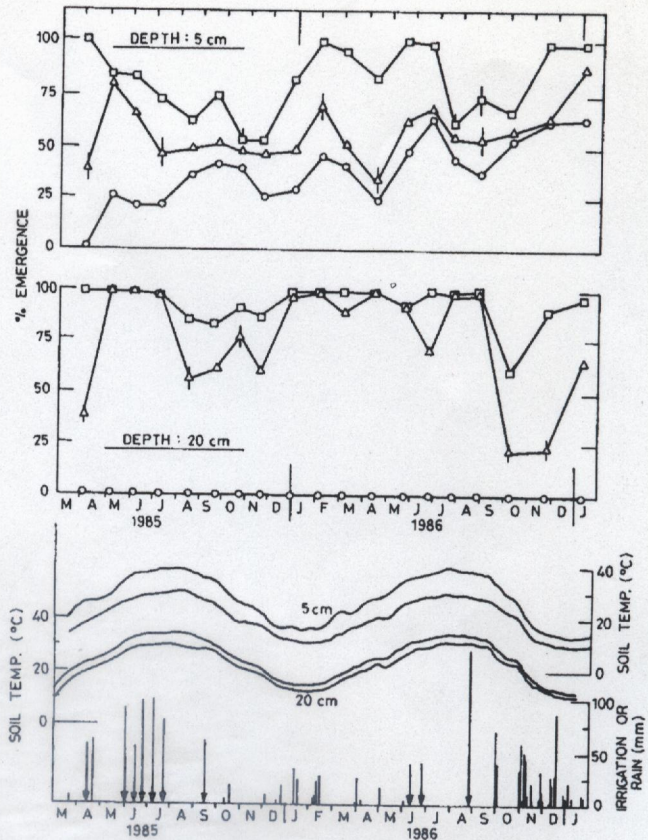 DEPTH : 5 cm
100
75
50
25
0
% EMERGENCE
100
75
50
25
0
DEPTH : 20 cm
M A M J J A S O N D J F M A M J J A S O N D J
1985
1986
SOIL TEMP. (°C)
40
20
0
5 cm
20 cm
40
20
0
SOIL TEMP. (°C)
100
50
0
IRRIGATION OR
RAIN (mm)
M A M J J A S O N D J F M A M J J A S O N D J
1985
1986